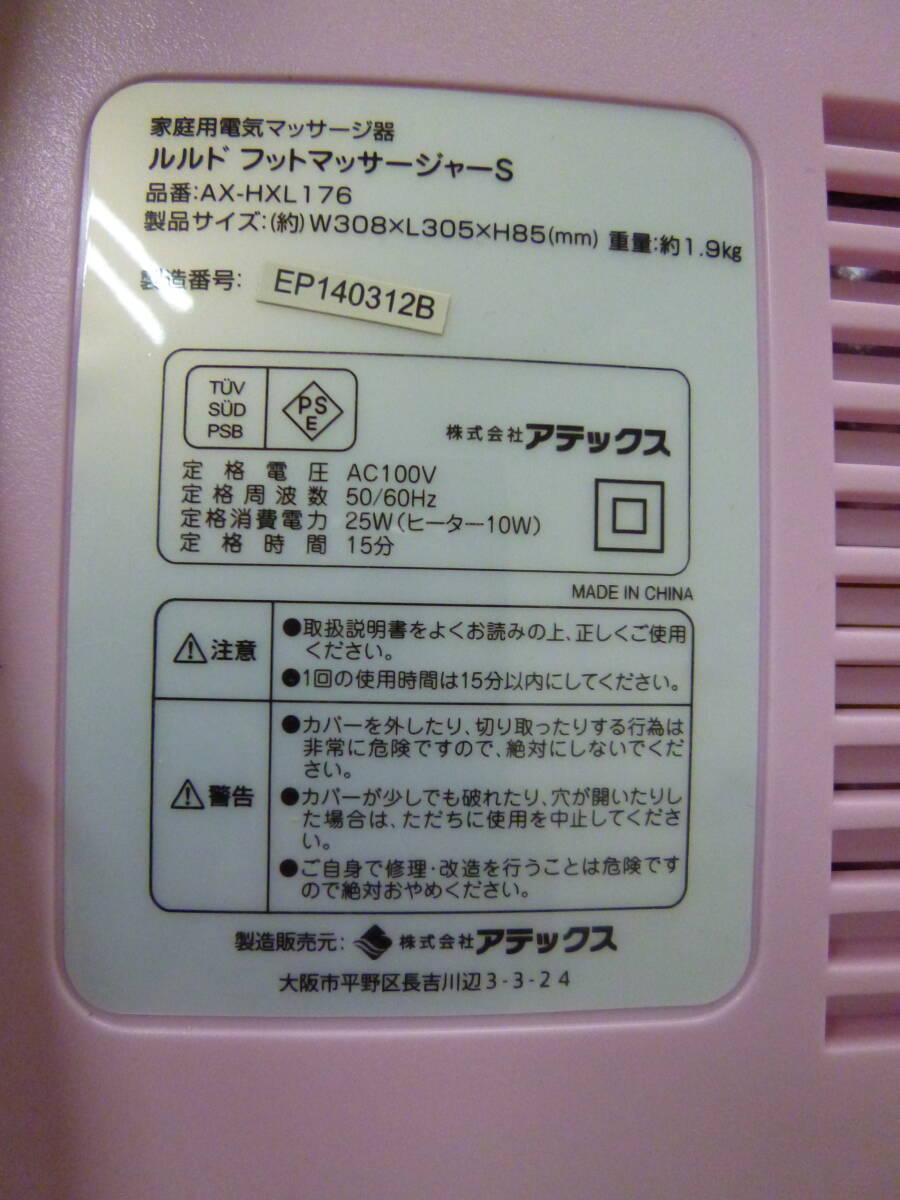 家庭用電気マッサージ器
ルルド フットマッサージャーS
品番:AX-HXL176
製品サイズ:(約)W308×L305×H85(mm) 重量:約1.9kg
製造番号: EP140312B
TÜV
SÜD
PSB
PS
E
株式会社アテックス
定格電圧 AC100V
定格周波数 50/60Hz
定格消費電力 25W(ヒーター10W)
定格時間 15分
MADE IN CHINA
注意
●取扱説明書をよくお読みの上、正しくご使用
ください。
●1回の使用時間は15分以内にしてください。
警告
●カバーを外したり、切り取ったりする行為は
非常に危険ですので、絶対にしないでくだ
さい。
●カバーが少しでも破れたり、穴が開いたりし
た場合は、ただちに使用を中止してくださ
い。
●ご自身で修理・改造を行うことは危険です
ので絶対おやめください。
製造販売元: 株式会社アテックス
大阪市平野区長吉川辺3-3-24